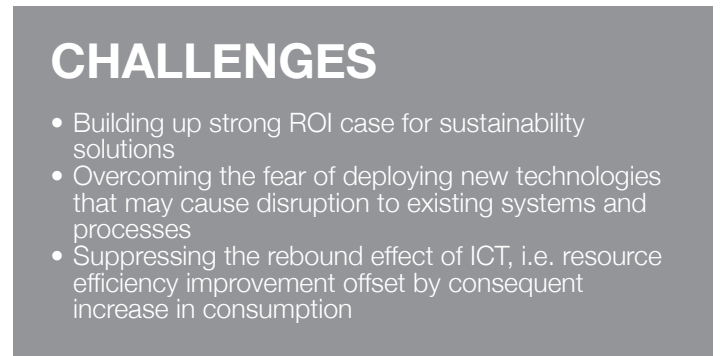 CHALLENGES
• Building up strong ROI case for sustainability
solutions
• Overcoming the fear of deploying new technologies
that may cause disruption to existing systems and
processes
• Suppressing the rebound effect of ICT, i.e. resource
efficiency improvement offset by consequent
increase in consumption